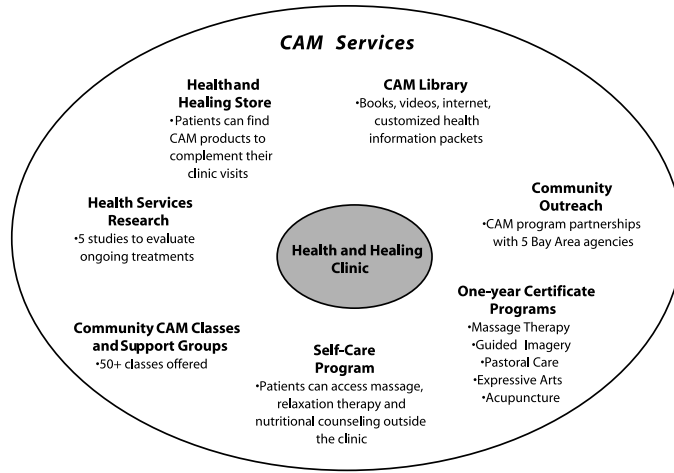 CAM Services
Healthand
Healing Store
•Patients can find
CAM products to
complement their
clinic visits
CAM Library
•Books, videos, internet,
customized health
information packets
Health Services
Research
•5 studies to evaluate
ongoing treatments
Community
Outreach
•CAM program partnerships
with 5 Bay Area agencies
Health and Healing
Clinic
Community CAM Classes
and Support Groups
•50+ classes offered
Self-Care
Program
•Patients can access massage,
relaxation therapy and
nutritional counseling outside
the clinic
One-year Certificate
Programs
•Massage Therapy
•Guided Imagery
•Pastoral Care
•Expressive Arts
•Acupuncture